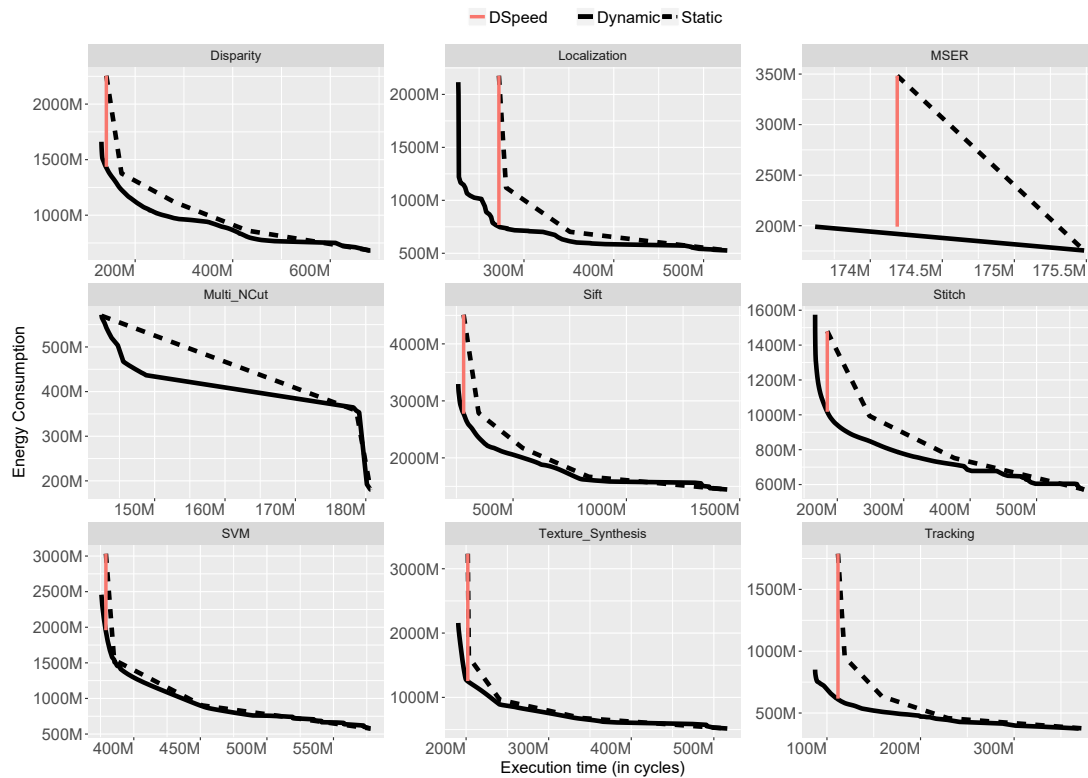 DSpeed Dynamic Static
Disparity Localization MSER
2000M
1500M
1000M
200M 400M 600M
2000M
1500M
1000M
500M
300M 400M 500M
350M
300M
250M
200M
174M 174.5M 175M 175.5M
Multi_NCut Sift Stitch
500M
400M
300M
200M
150M 160M 170M 180M
4000M
3000M
2000M
500M 1000M 1500M
1600M
1400M
1200M
1000M
800M
600M
200M 300M 400M 500M
SVM Texture_Synthesis Tracking
3000M
2500M
2000M
1500M
1000M
500M
400M 450M 500M 550M
3000M
2000M
1000M
200M 300M 400M 500M
1500M
1000M
500M
100M 200M 300M
Energy Consumption
Execution time (in cycles)